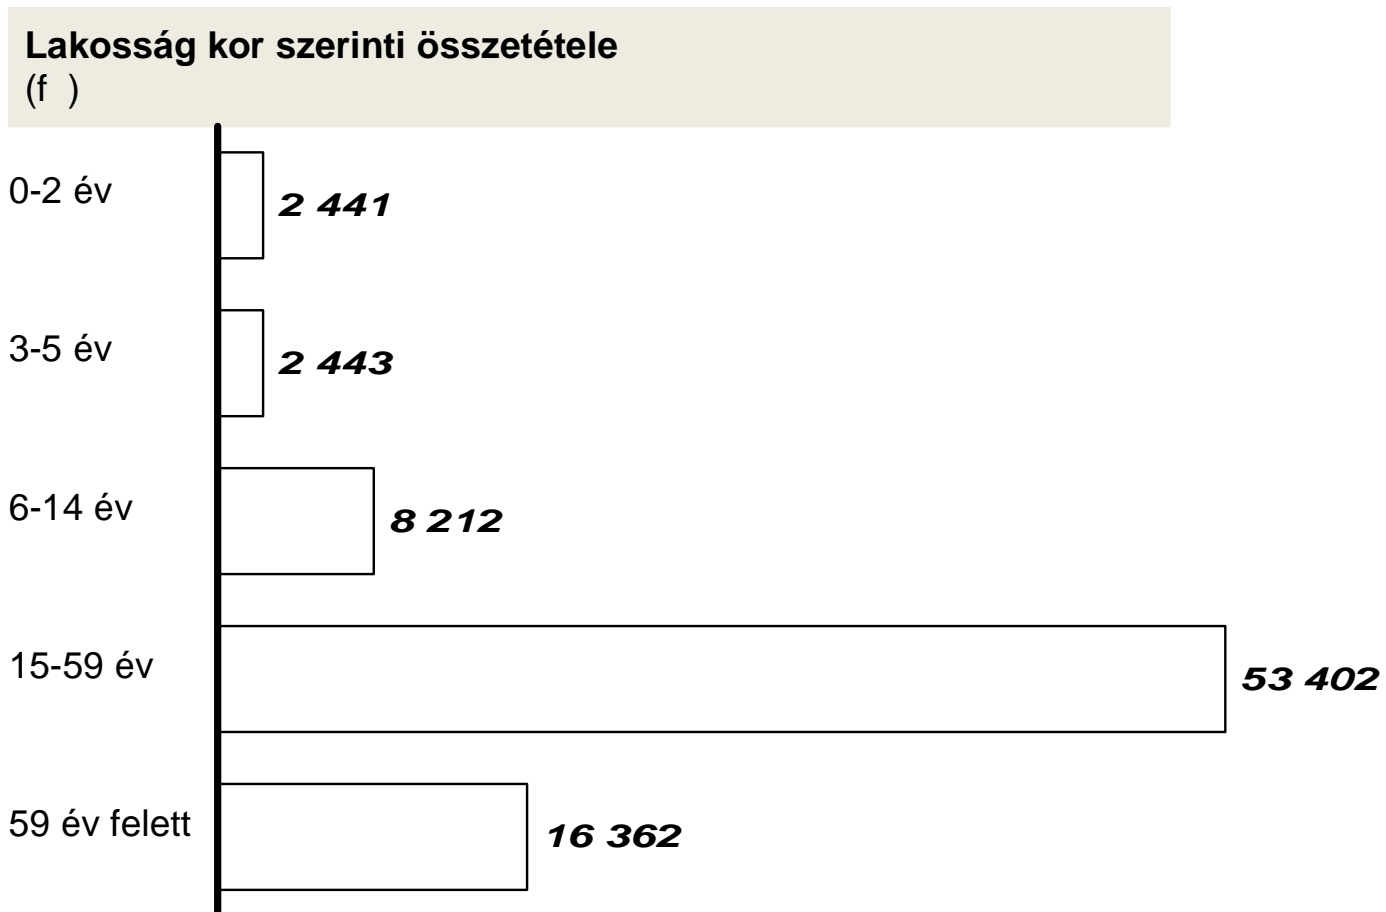 Lakosság kor szerinti összetétele
(f )
0-2 év
2 441
3-5 év
2 443
6-14 év
8 212
15-59 év
53 402
59 év felett
16 362